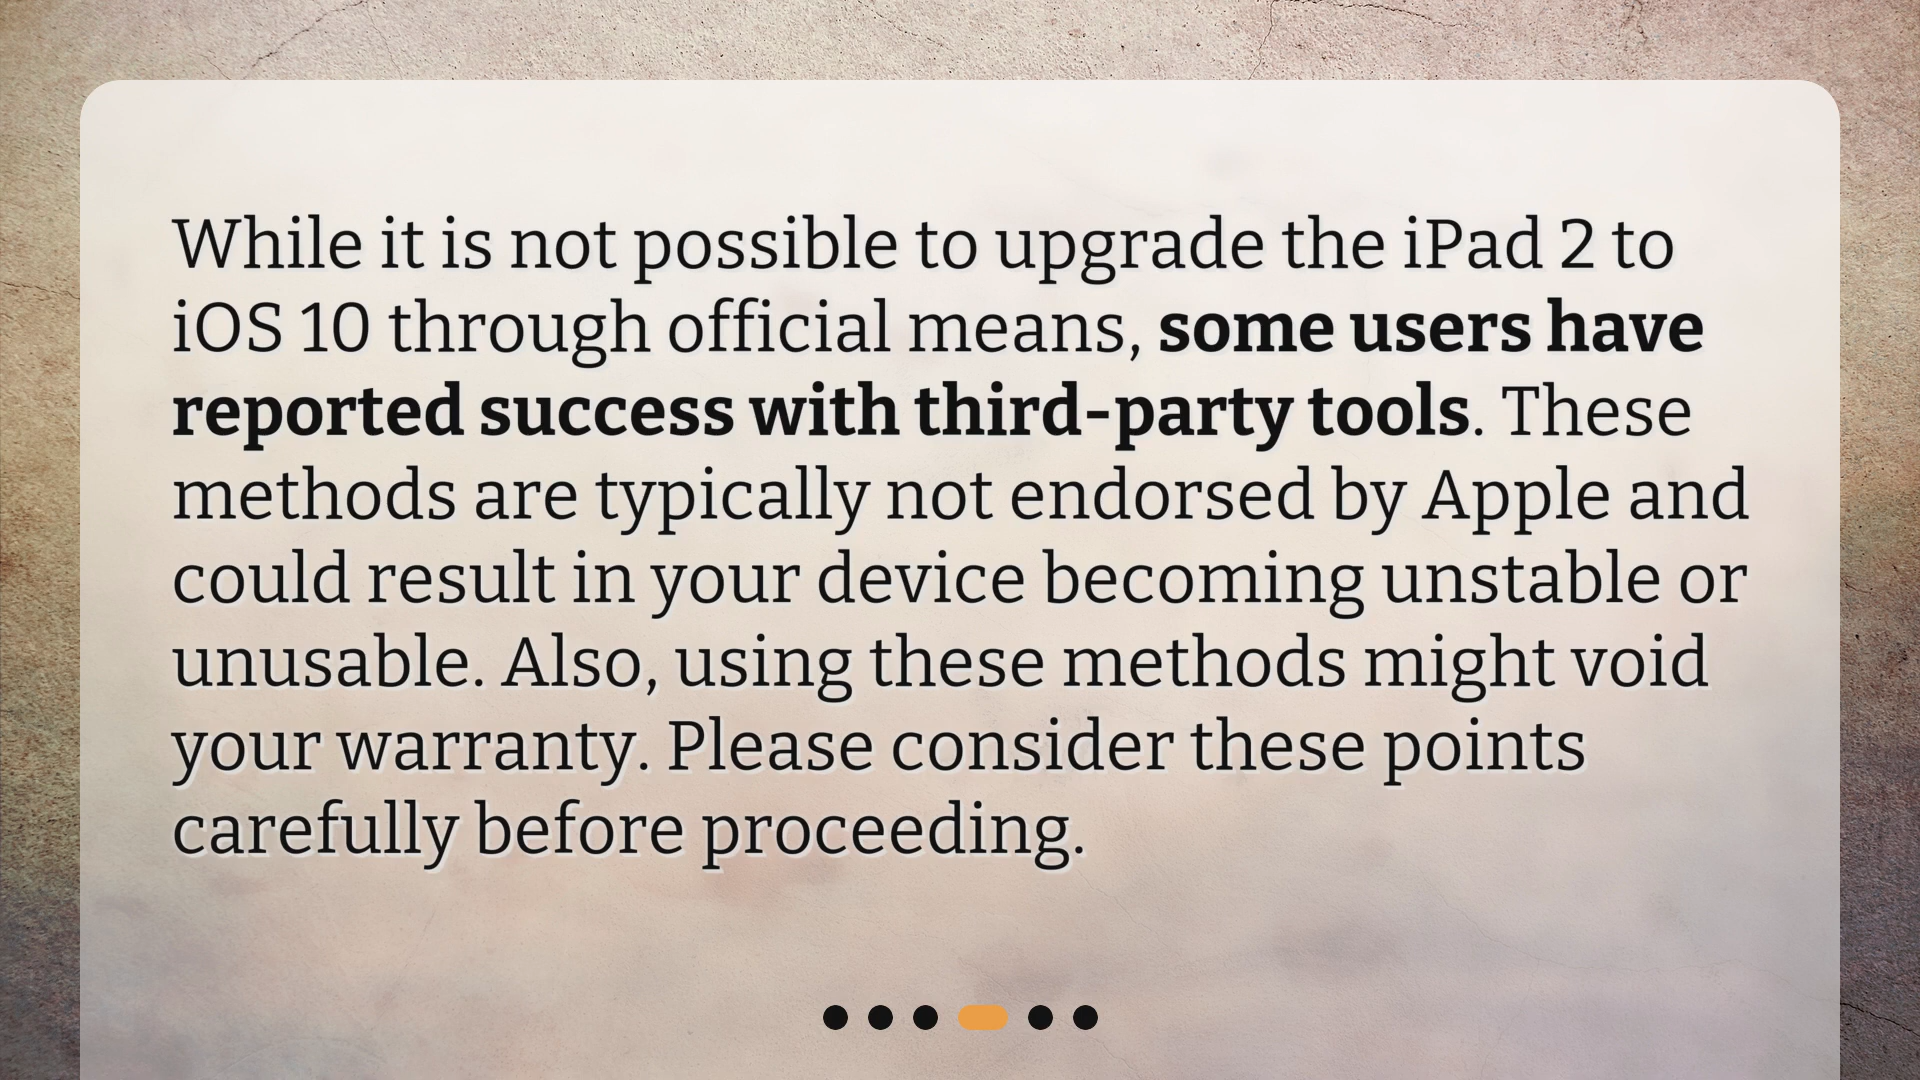 While it is not possible to upgrade the iPad 2 to
iOS 10 through official means, some users have
reported success with third-party tools. These
methods are typically not endorsed by Apple and
could result in your device becoming unstable or
unusable. Also, using these methods might void
your warranty. Please consider these points
carefully before proceeding.